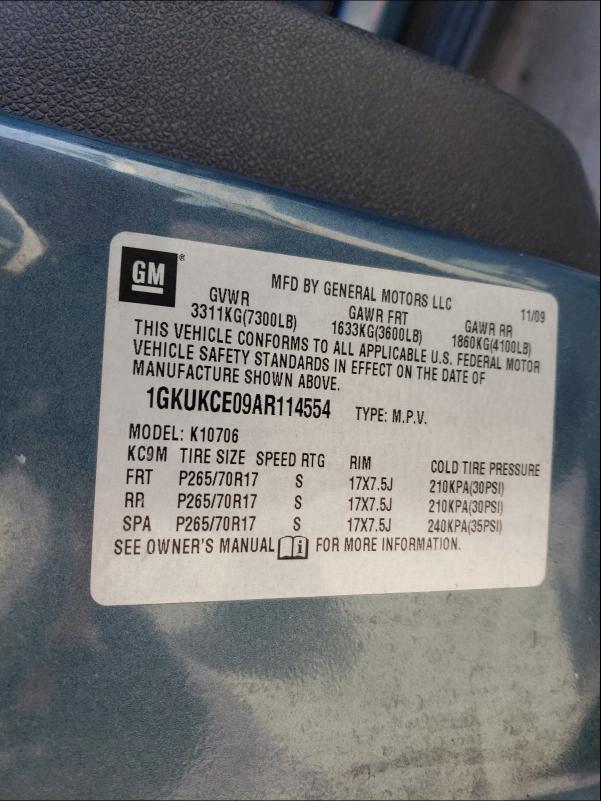 GM®
MFD BY GENERAL MOTORS LLC 11/09
GVWR GAWR FRT GAWR RR
3311KG(7300LB) 1633KG(3600LB) 1860KG(4100LB)
THIS VEHICLE CONFORMS TO ALL APPLICABLE U.S. FEDERAL MOTOR
VEHICLE SAFETY STANDARDS IN EFFECT ON THE DATE OF
MANUFACTURE SHOWN ABOVE.
1GKUKCE09AR114554 TYPE: M.P.V.
MODEL: K10706
KC9M TIRE SIZE SPEED RTG RIM COLD TIRE PRESSURE
FRT P265/70R17 S 17X7.5J 210KPA(30PSI)
RR P265/70R17 S 17X7.5J 210KPA(30PSI)
SPA P265/70R17 S 17X7.5J 240KPA(35PSI)
SEE OWNER'S MANUAL i FOR MORE INFORMATION.